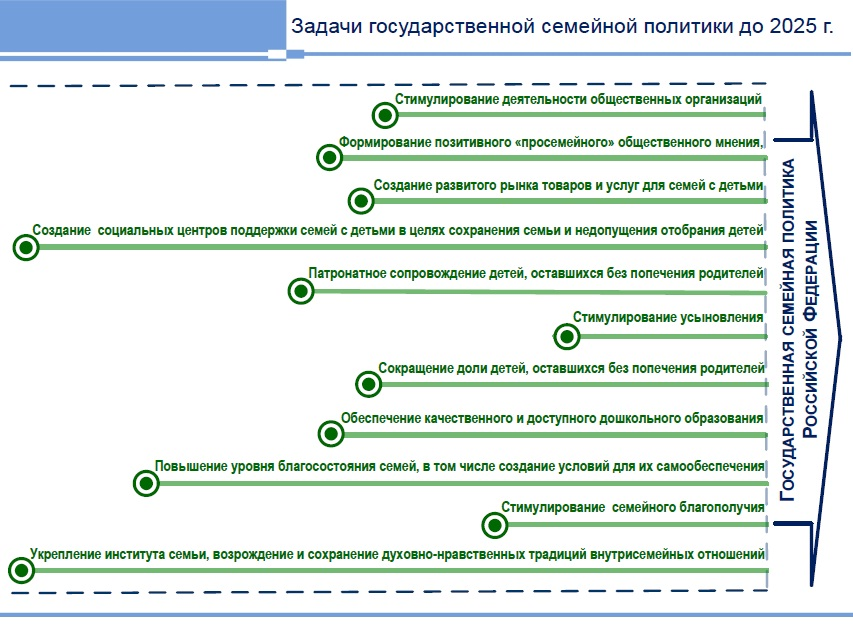 Задачи государственной семейной политики до 2025 г.
Стимулирование деятельности общественных организаций
Формирование позитивного «просемейного» общественного мнения,
Создание развитого рынка товаров и услуг для семей с детьми
Создание социальных центров поддержки семей с детьми в целях сохранения семьи и недопущения отобрания детей
Патронатное сопровождение детей, оставшихся без попечения родителей
Стимулирование усыновления
Сокращение доли детей, оставшихся без попечения родителей
Обеспечение качественного и доступного дошкольного образования
Повышение уровня благосостояния семей, в том числе создание условий для их самообеспечения
Стимулирование семейного благополучия
Укрепление института семьи, возрождение и сохранение духовно-нравственных традиций внутрисемейных отношений
ГОСУДАРСТВЕННАЯ СЕМЕЙНАЯ ПОЛИТИКА
РОССИЙСКОЙ ФЕДЕРАЦИИ